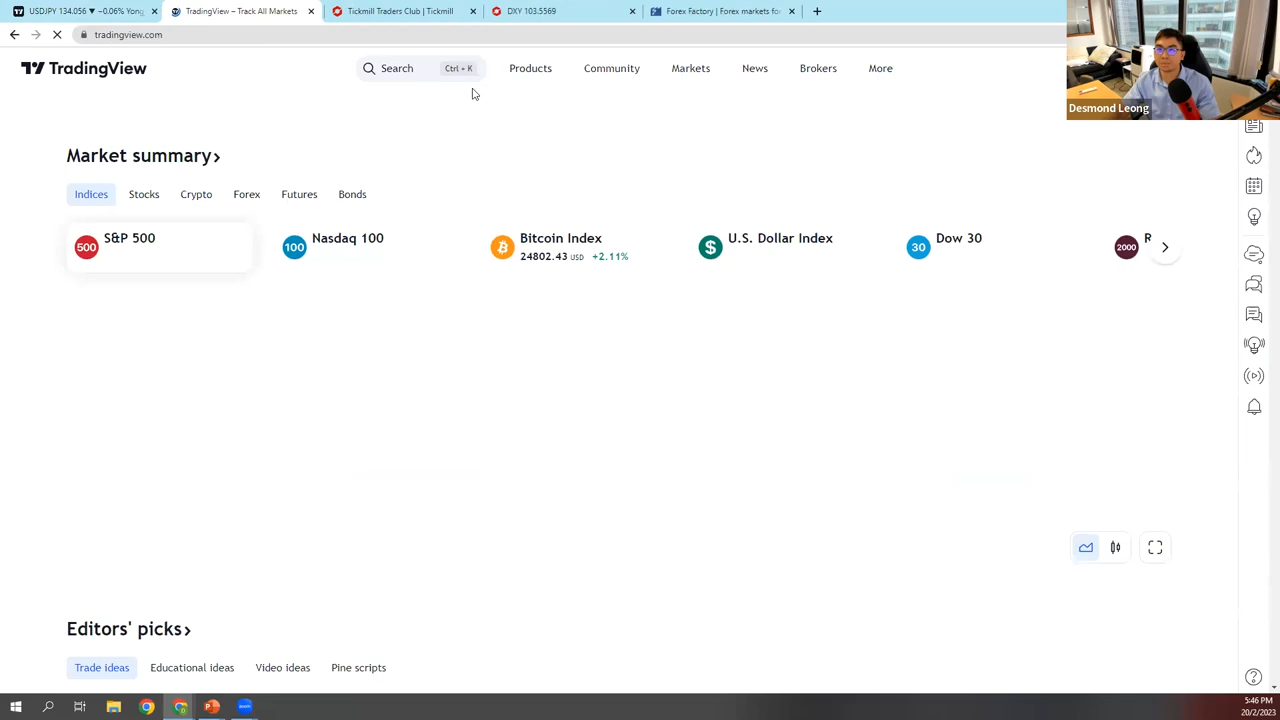 USDJPY 134.056 ▼ −0.06% Yong
TradingView – Track All Markets
Tickmill Traders Club | Tickmill
DXY 103.5569
Forex Factory | Forex markets for
tradingview.com
TradingView
Search
Products
Community
Markets
News
Brokers
More
Desmond Leong
Market summary
Indices
Stocks
Crypto
Forex
Futures
Bonds
500
S&P 500
100
Nasdaq 100
Bitcoin Index
24802.43 USD +2.11%
$
U.S. Dollar Index
30
Dow 30
2000
R
Editors' picks
Trade ideas
Educational ideas
Video ideas
Pine scripts
zoom
5:46 PM
20/2/2023